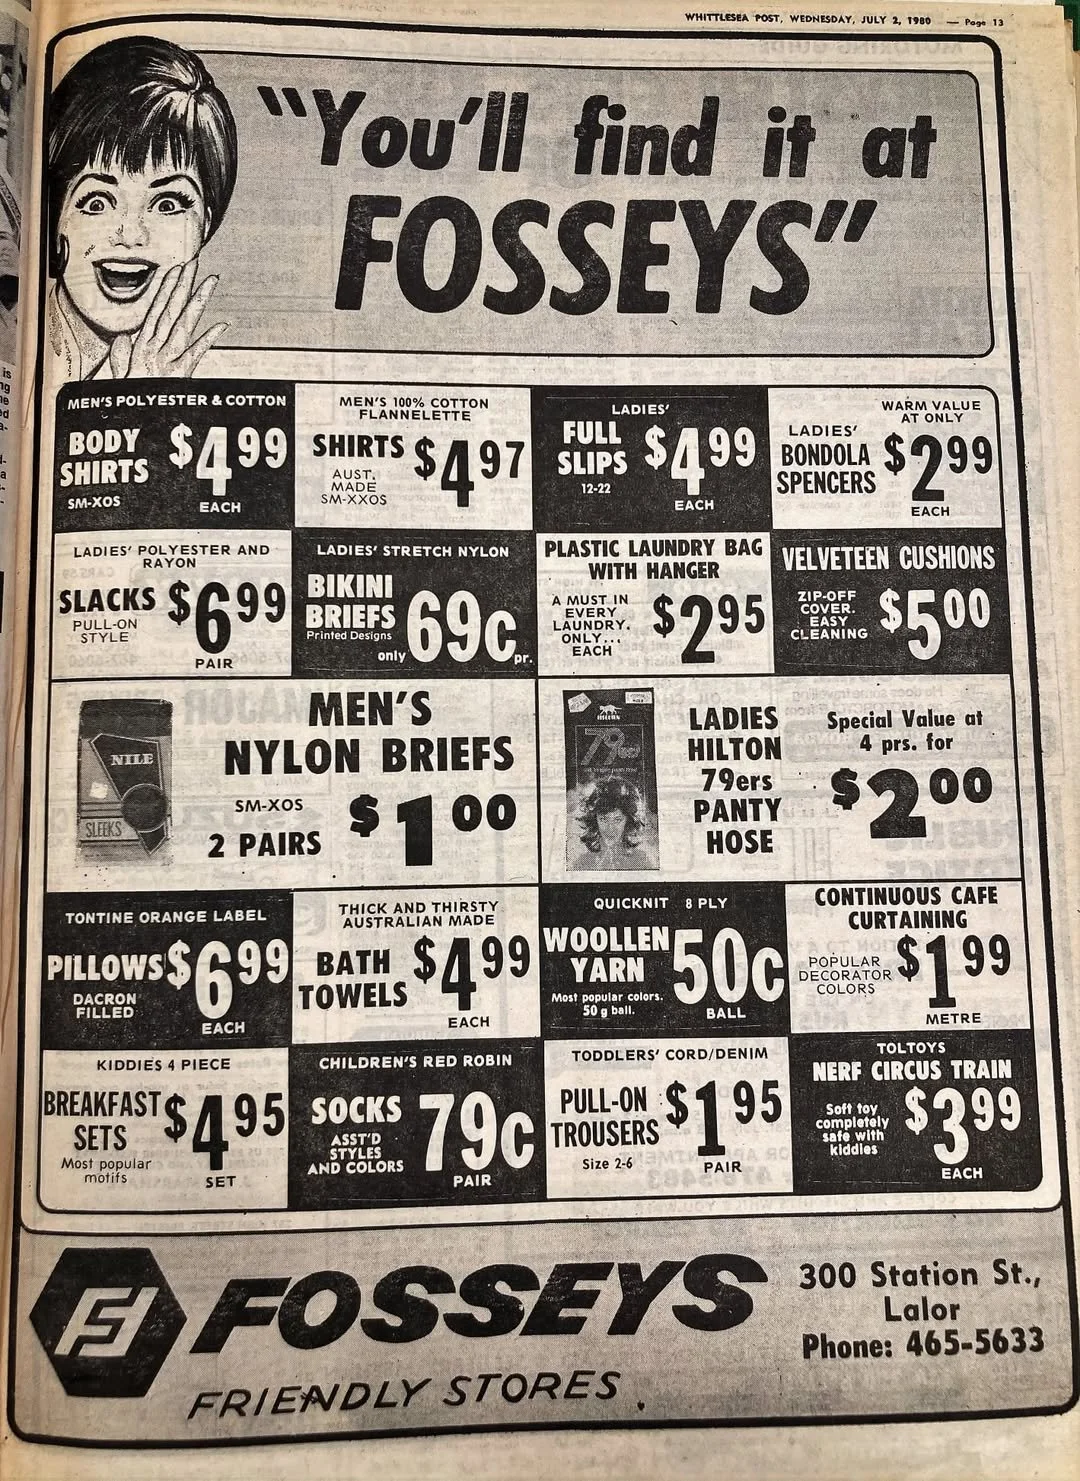 WHITTLESEA POST, WEDNESDAY, JULY 2, 1980 — Page 13
"You'll find it at
FOSSEYS"
MEN'S POLYESTER & COTTON
BODY
SHIRTS
SM-XOS
$4.99
EACH
MEN'S 100% COTTON
FLANNELETTE
SHIRTS
AUST.
MADE
SM-XXOS
$4.97
LADIES'
FULL
SLIPS
12-22
$4.99
EACH
WARM VALUE
AT ONLY
LADIES'
BONDOLA
SPENCERS
$2.99
EACH
LADIES' POLYESTER AND
RAYON
SLACKS
PULL-ON
STYLE
$6.99
PAIR
LADIES' STRETCH NYLON
BIKINI
BRIEFS
Printed Designs
only 69c pr.
PLASTIC LAUNDRY BAG
WITH HANGER
A MUST IN
EVERY
LAUNDRY.
ONLY...
EACH
$2.95
VELVETEEN CUSHIONS
ZIP-OFF
COVER.
EASY
CLEANING
$5.00
NILE
SLEEKS
MEN'S
NYLON BRIEFS
SM-XOS
2 PAIRS
$1.00
79
LADIES
HILTON
79ers
PANTY
HOSE
Special Value at
4 prs. for
$2.00
TONTINE ORANGE LABEL
PILLOWS
DACRON
FILLED
$6.99
EACH
THICK AND THIRSTY
AUSTRALIAN MADE
BATH
TOWELS
$4.99
EACH
QUICKNIT 8 PLY
WOOLLEN
YARN
Most popular colors.
50 g ball.
50c
BALL
CONTINUOUS CAFE
CURTAINING
POPULAR
DECORATOR
COLORS
$1.99
METRE
KIDDIES 4 PIECE
BREAKFAST
SETS
Most popular
motifs
$4.95
SET
CHILDREN'S RED ROBIN
SOCKS
ASST'D
STYLES
AND COLORS
79c
PAIR
TODDLERS' CORD/DENIM
PULL-ON
TROUSERS
Size 2-6
$1.95
PAIR
TOLTOYS
NERF CIRCUS TRAIN
Soft toy
completely
safe with
kiddies
$3.99
EACH
FOSSEYS
FRIENDLY STORES
300 Station St.,
Lalor
Phone: 465-5633